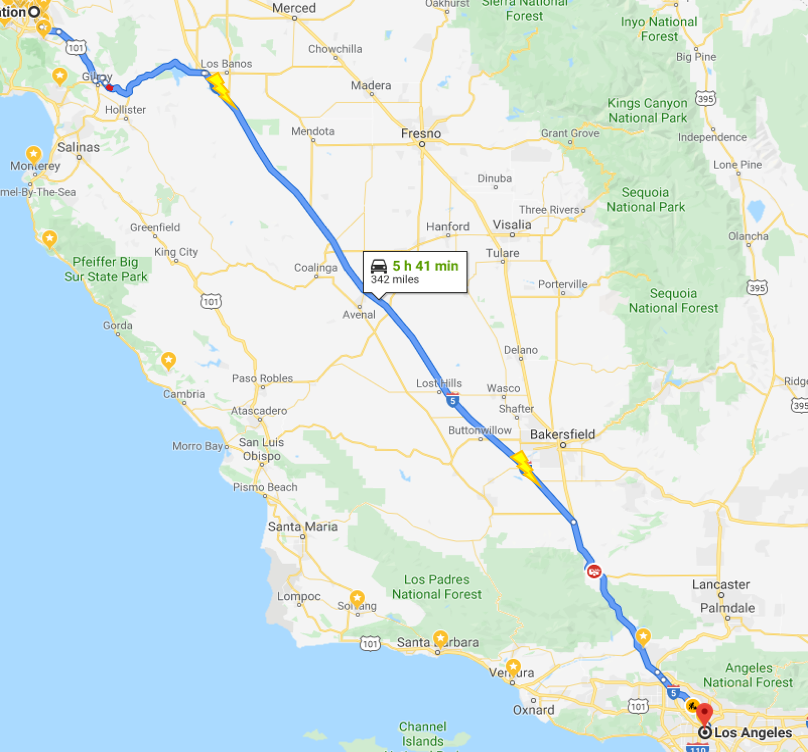 Merced
Oakhurst
Sierra National
Forest
Inyo National
Forest
ation
101
Los Banos
Chowchilla
Big Pine
Gilroy
Madera
395
Kings Canyon
National Park
Hollister
Mendota
Fresno
Grant Grove
Independence
Salinas
Monterey
Lone Pine
mel-By-The-Sea
Dinuba
Sequoia
National Park
Three Rivers
Greenfield
Hanford
Visalia
Olancha
King City
Tulare
Pfeiffer Big
Sur State Park
Coalinga
5 h 41 min
342 miles
Porterville
395
101
Sequoia
National Forest
Avenal
Gorda
Delano
Paso Robles
Lost Hills
Wasco
Ridge
Cambria
5
395
Atascadero
Shafter
Buttonwillow
Bakersfield
Morro Bay
San Luis
Obispo
Pismo Beach
Santa Maria
Los Padres
National Forest
Lancaster
Palmdale
Lompoc
Solvang
101
Santa Barbara
Ventura
Angeles
National Forest
5
Oxnard
101
Los Angeles
Channel
Islands
National Park
110